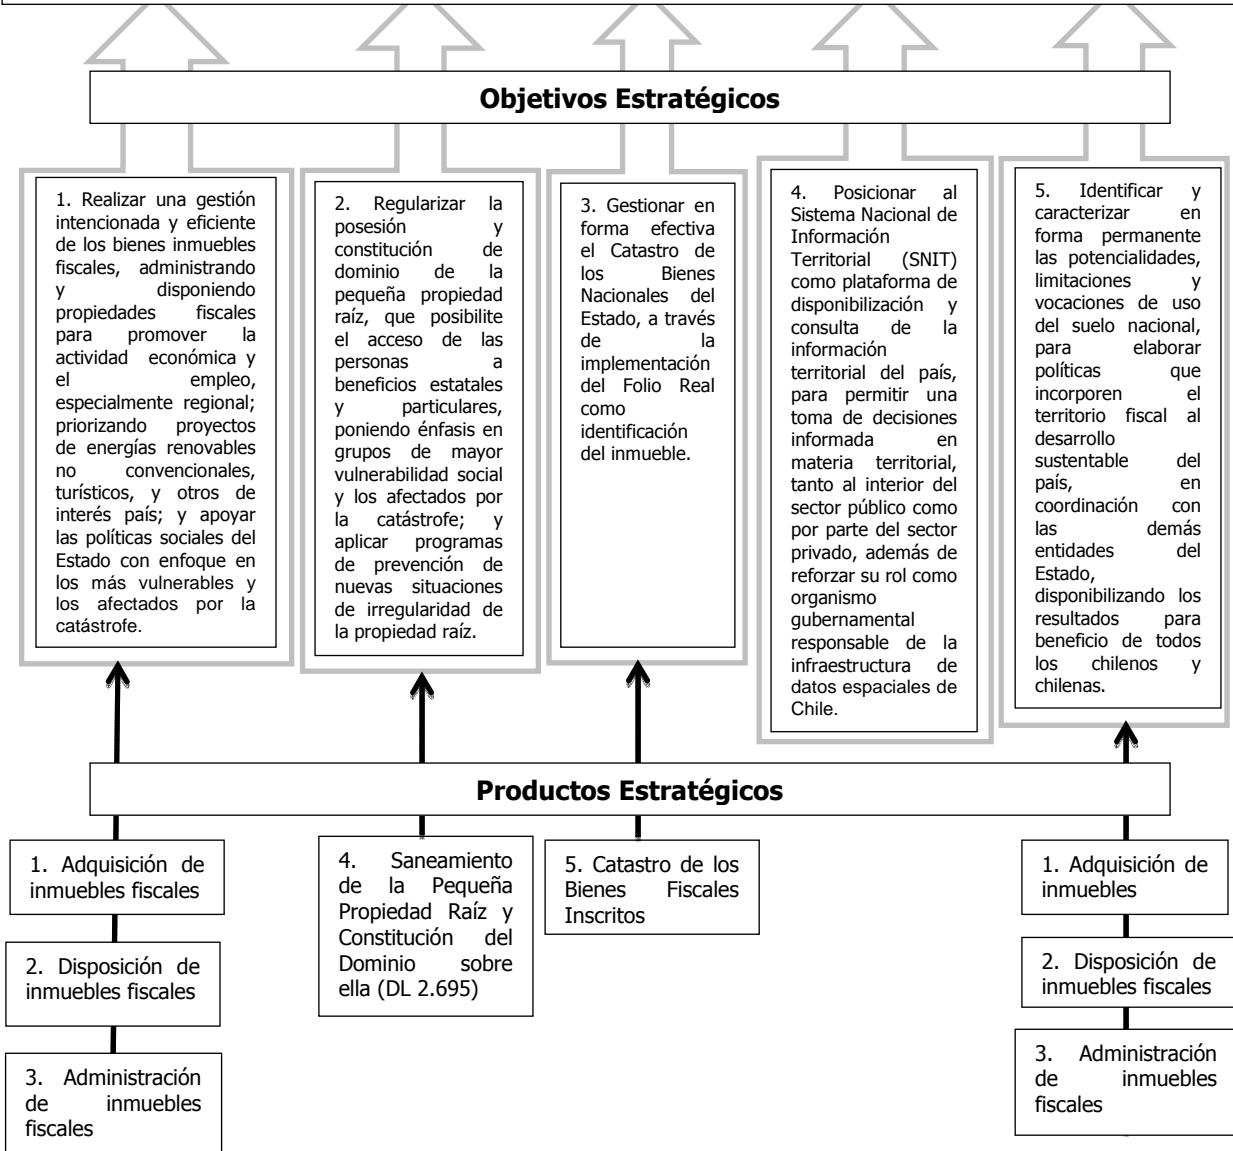 Objetivos Estratégicos
1. Realizar una gestión
intencionada y eficiente
de los bienes inmuebles
fiscales, administrando
y disponiendo
propiedades fiscales
para promover la
actividad económica y
el empleo,
especialmente regional;
priorizando proyectos
de energías renovables
no convencionales,
turísticos, y otros de
interés país; y apoyar
las políticas sociales del
Estado con enfoque en
los más vulnerables y
los afectados por la
catástrofe.
2. Regularizar la
posesión y
constitución de
dominio de la
pequeña propiedad
raíz, que posibilite
el acceso de las
personas a
beneficios estatales
y particulares,
poniendo énfasis en
grupos de mayor
vulnerabilidad social
y los afectados por
la catástrofe; y
aplicar programas
de prevención de
nuevas situaciones
de irregularidad de
la propiedad raíz.
3. Gestionar en
forma efectiva
el Catastro de
los Bienes
Nacionales del
Estado, a través
de la
implementación
del Folio Real
como
identificación
del inmueble.
4. Posicionar al
Sistema Nacional de
Información
Territorial (SNIT)
como plataforma de
disponibilización y
consulta de la
información
territorial del país,
para permitir una
toma de decisiones
informada en
materia territorial,
tanto al interior del
sector público como
por parte del sector
privado, además de
reforzar su rol como
organismo
gubernamental
responsable de la
infraestructura de
datos espaciales de
Chile.
5. Identificar y
caracterizar en
forma permanente
las potencialidades,
limitaciones y
vocaciones de uso
del suelo nacional,
para elaborar
políticas que
incorporen el
territorio fiscal al
desarrollo
sustentable del
país, en
coordinación con
las demás
entidades del
Estado,
disponibilizando los
resultados para
beneficio de todos
los chilenos y
chilenas.
Productos Estratégicos
1. Adquisición de
inmuebles fiscales
2. Disposición de
inmuebles fiscales
3. Administración
de inmuebles
fiscales
4. Saneamiento
de la Pequeña
Propiedad Raíz y
Constitución del
Dominio sobre
ella (DL 2.695)
5. Catastro de los
Bienes Fiscales
Inscritos
1. Adquisición de
inmuebles
2. Disposición de
inmuebles fiscales
3. Administración
de inmuebles
fiscales